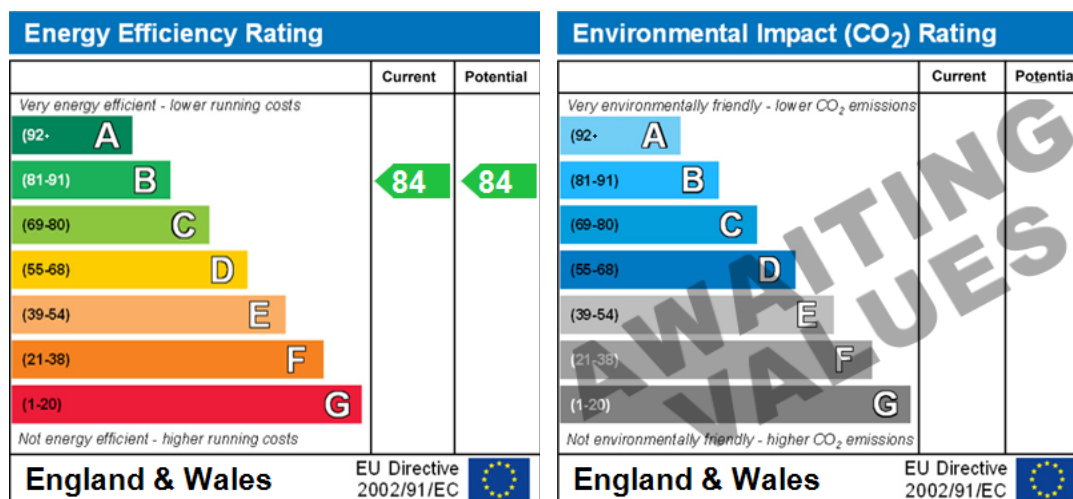 Energy Efficiency Rating
Current Potential
Very energy efficient - lower running costs
(92- A
(81-91) B 84 84
(69-80) C
(55-68) D
(39-54) E
(21-38) F
(1-20) G
Not energy efficient - higher running costs
England & Wales
EU Directive
2002/91/EC
Environmental Impact (CO₂) Rating
Current Potentia
Very environmentally friendly - lower CO₂ emissions
(92+ A
(81-91) B
(69-80) C
(55-68) D
(39-54) E
(21-38) F
(1-20) G
Not environmentally friendly - higher CO₂ emissions
AWAITING
VALUES
England & Wales
EU Directive
2002/91/EC